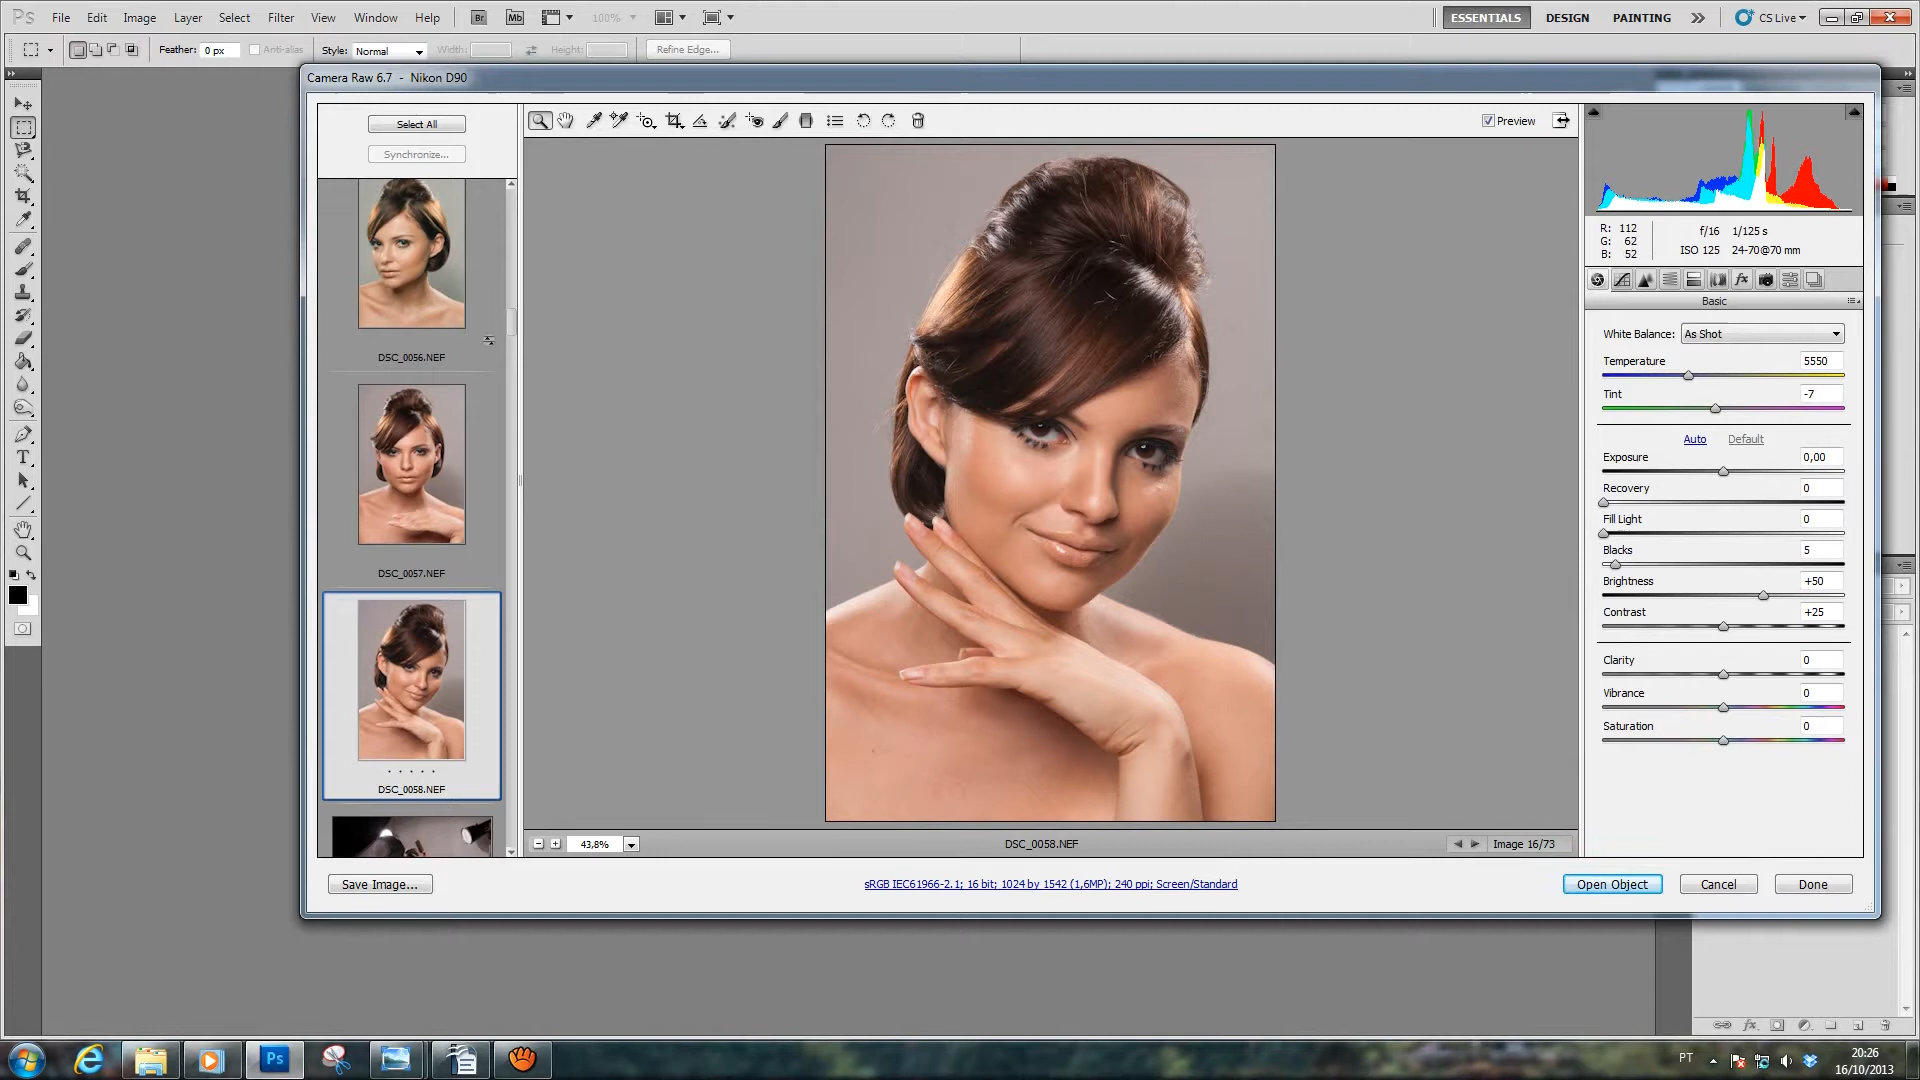 Ps File Edit Image Layer Select Filter View Window Help Br Mb 100% ESSENTIALS DESIGN PAINTING CS Live
Feather: 0 px Anti-alias Style: Normal Width: Height: Refine Edge...
Camera Raw 6.7 - Nikon D90
Select All
Synchronize...
Preview
DSC_0056.NEF
DSC_0057.NEF
DSC_0058.NEF
R: 112
G: 62
B: 52
f/16 1/125 s
ISO 125 24-70@70 mm
Basic
White Balance: As Shot
Temperature 5550
Tint -7
Auto Default
Exposure 0,00
Recovery 0
Fill Light 0
Blacks 5
Brightness +50
Contrast +25
Clarity 0
Vibrance 0
Saturation 0
43,8% DSC_0058.NEF Image 16/73
Save Image... sRGB IEC61966-2.1; 16 bit; 1024 by 1542 (1,6MP); 240 ppi; Screen/Standard Open Object Cancel Done
Ps
PT
20:26
16/10/2013